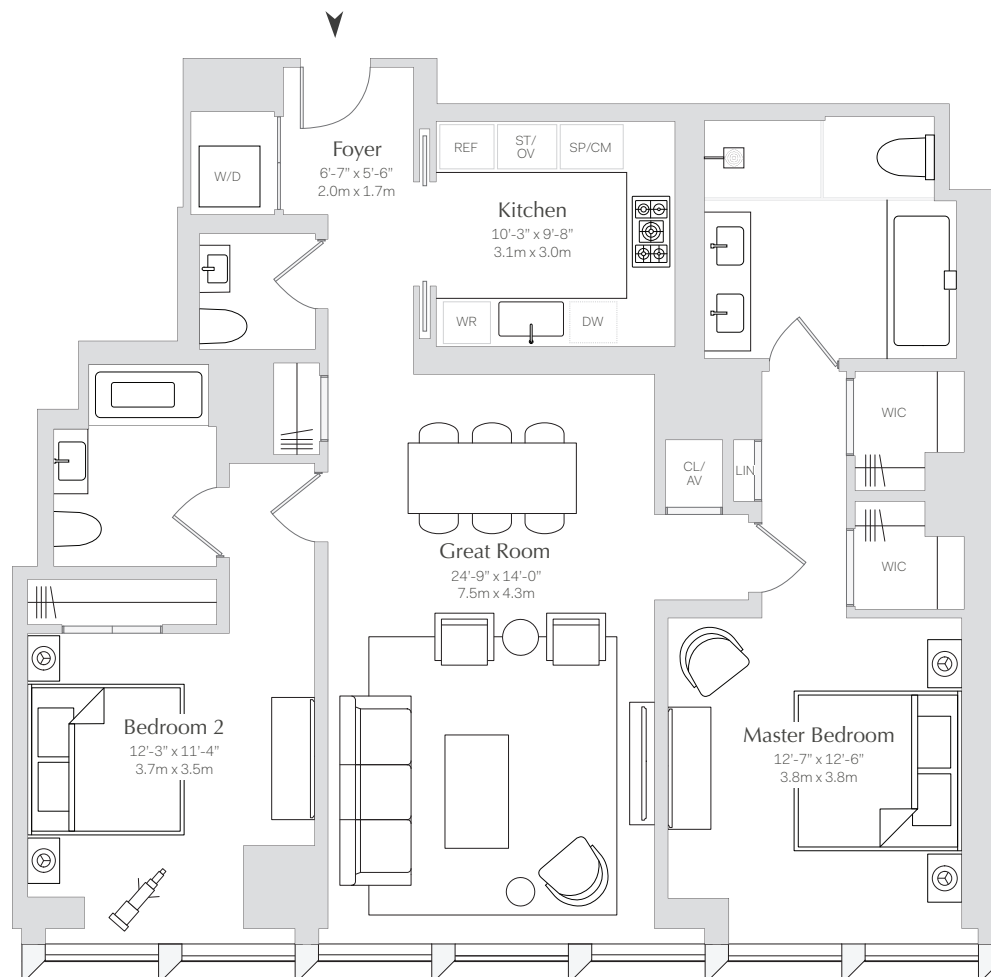 Foyer
6'-7" x 5'-6"
2.0m x 1.7m
W/D
REF
ST/
OV
SP/CM
Kitchen
10'-3" x 9'-8"
3.1m x 3.0m
WR
DW
WIC
CL/
AV
LIN
WIC
Great Room
24'-9" x 14'-0"
7.5m x 4.3m
Bedroom 2
12'-3" x 11'-4"
3.7m x 3.5m
Master Bedroom
12'-7" x 12'-6"
3.8m x 3.8m